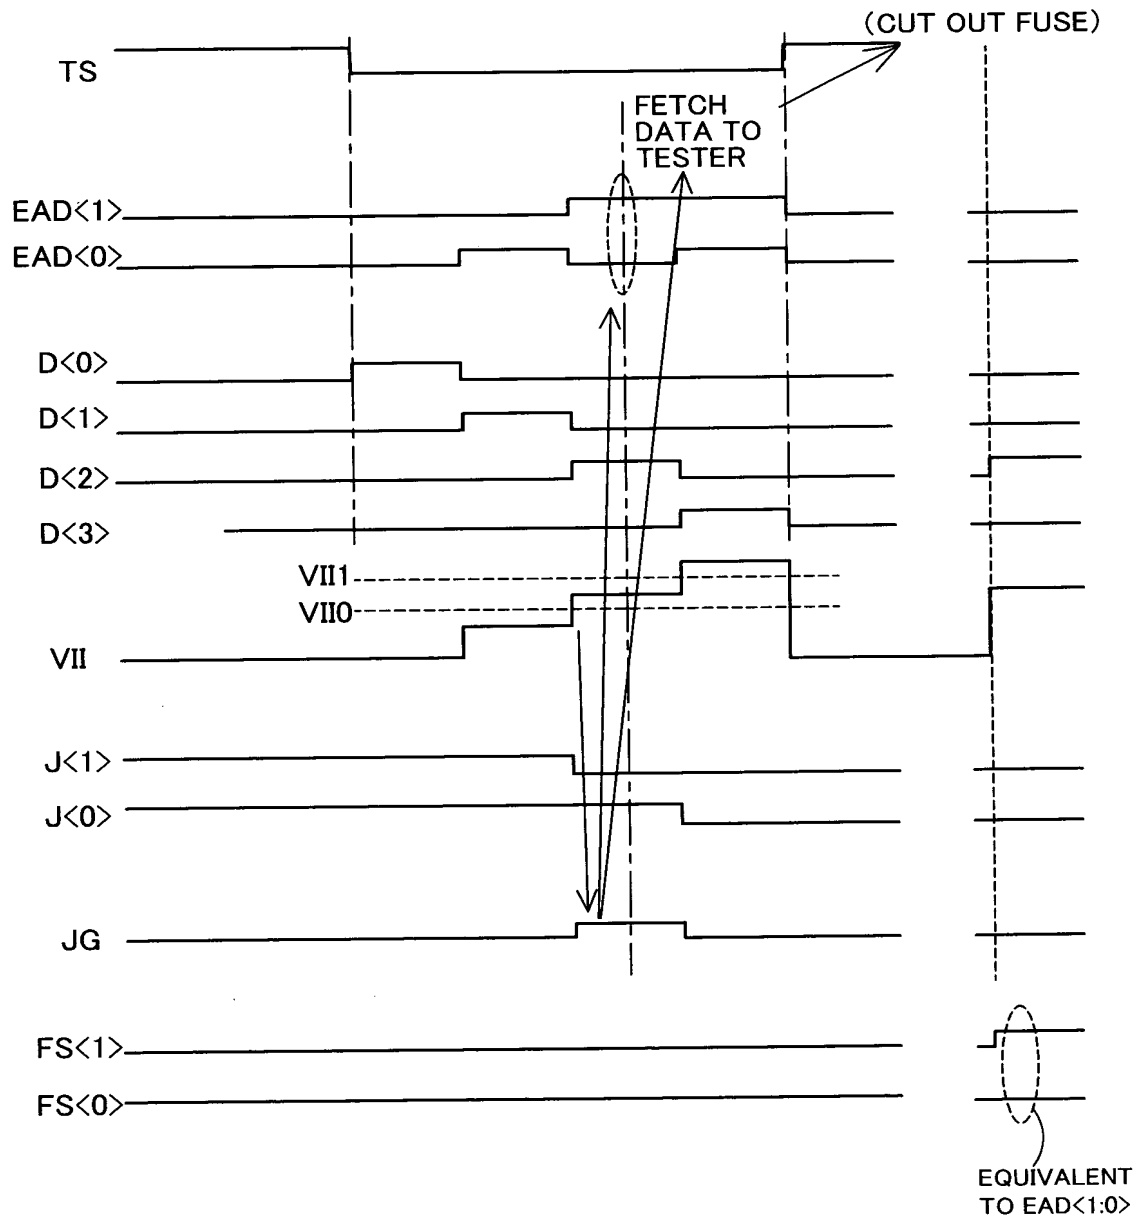 (CUT OUT FUSE)
TS
FETCH
DATA TO
TESTER
EAD<1>
EAD<0>
D<0>
D<1>
D<2>
D<3>
VII1
VII0
VII
J<1>
J<0>
JG
FS<1>
FS<0>
EQUIVALENT
TO EAD<1:0>